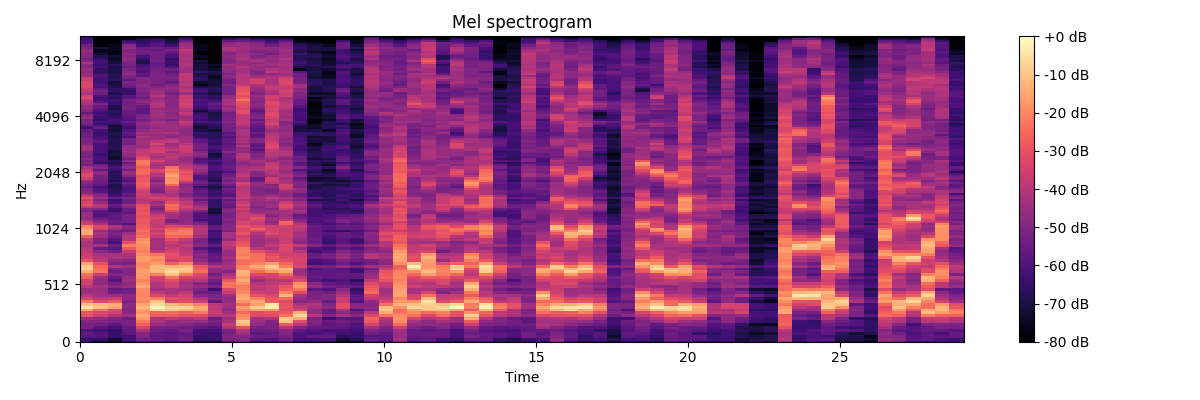 Mel spectrogram
+0 dB
8192
-10 dB
4096
-20 dB
-30 dB
2048
Hz
-40 dB
1024
-50 dB
512
-60 dB
-70 dB
0
-80 dB
0 5 10 15 20 25
Time